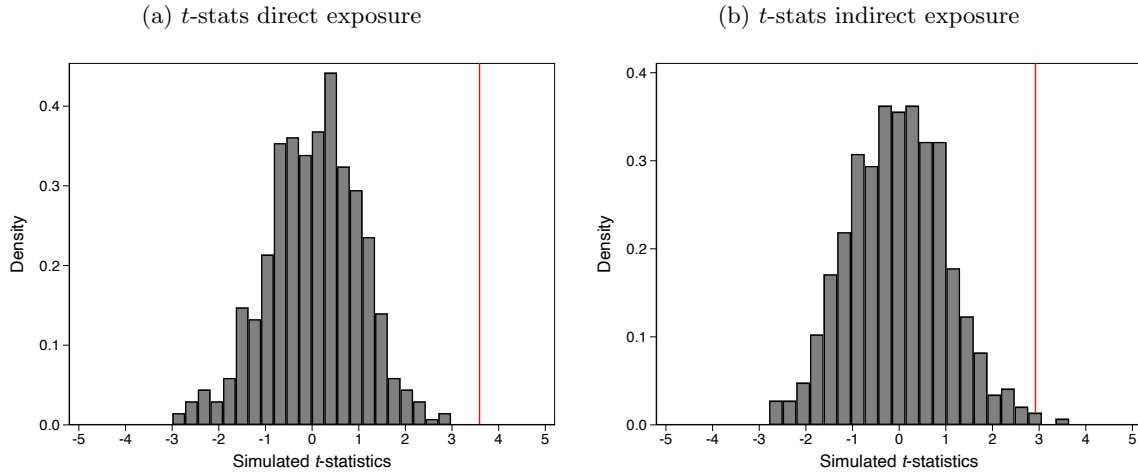 (a) t-stats direct exposure
(b) t-stats indirect exposure
Density
0.4
0.3
0.2
0.1
0.0
-5 -4 -3 -2 -1 0 1 2 3 4 5
Simulated t-statistics
Density
0.4
0.3
0.2
0.1
0.0
-5 -4 -3 -2 -1 0 1 2 3 4 5
Simulated t-statistics